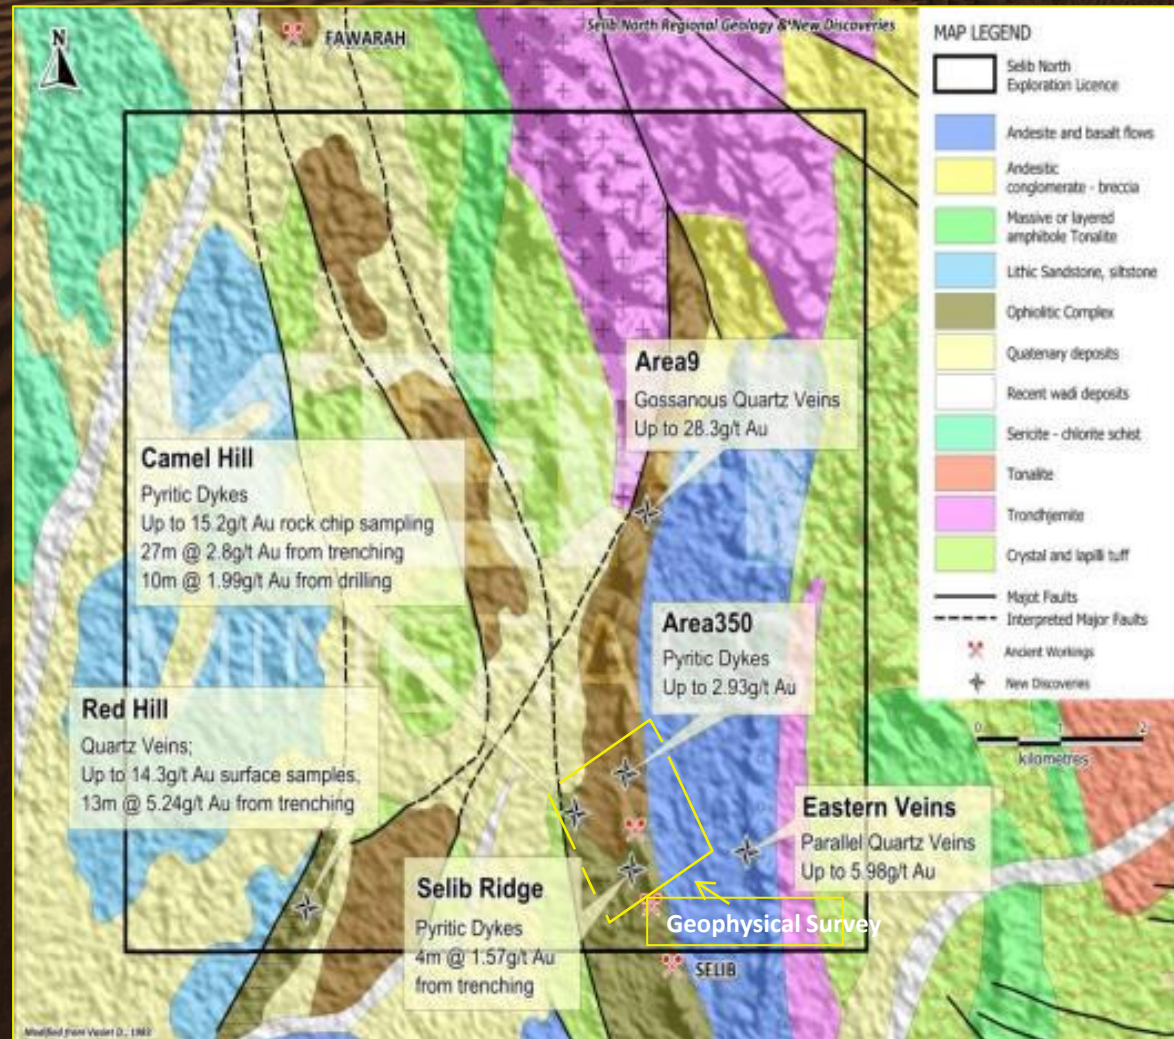 N
FAWARAH
Selib North Regional Geology & New Discoveries
MAP LEGEND
Selib North
Exploration Licence
Andesite and basalt flows
Andesitic
conglomerate - breccia
Massive or layered
amphibole Tonalite
Lithic Sandstone, siltstone
Ophiolitic Complex
Quatenary deposits
Recent wadi deposits
Sericite - chlorite schist
Tonalite
Trondhjemite
Crystal and lapilli tuff
Majot Faults
Interpreted Major Faults
Ancient Workings
New Discoveries
0 1 2
kilometres
Area9
Gossanous Quartz Veins
Up to 28.3g/t Au
Camel Hill
Pyritic Dykes
Up to 15.2g/t Au rock chip sampling
27m @ 2.8g/t Au from trenching
10m @ 1.99g/t Au from drilling
Area350
Pyritic Dykes
Up to 2.93g/t Au
Red Hill
Quartz Veins;
Up to 14.3g/t Au surface samples,
13m @ 5.24g/t Au from trenching
Eastern Veins
Parallel Quartz Veins
Up to 5.98g/t Au
Selib Ridge
Pyritic Dykes
4m @ 1.57g/t Au
from trenching
Geophysical Survey
SELIB
Modified from Vaslet D., 1983